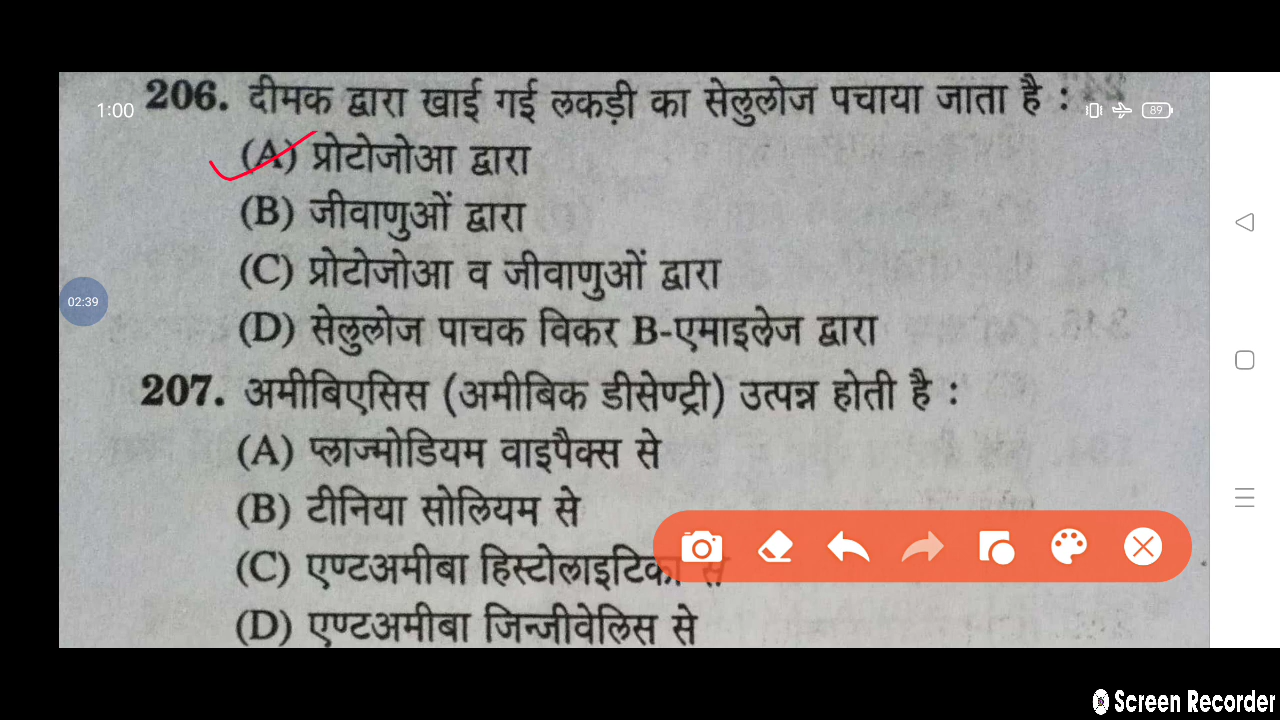 206. दीमक द्वारा खाई गई लकड़ी का सेलुलोज पचाया जाता है :
1:00
89
(A) प्रोटोजोआ द्वारा
(B) जीवाणुओं द्वारा
(C) प्रोटोजोआ व जीवाणुओं द्वारा
02:39
(D) सेलुलोज पाचक विकर B-एमाइलेज द्वारा
207. अमीबिएसिस (अमीबिक डीसेण्ट्री) उत्पन्न होती है :
(A) प्लाज्मोडियम वाइपैक्स से
(B) टीनिया सोलियम से
(C) एण्टअमीबा हिस्टोलाइटिका से
(D) एण्टअमीबा जिन्जीवेलिस से
Screen Recorder